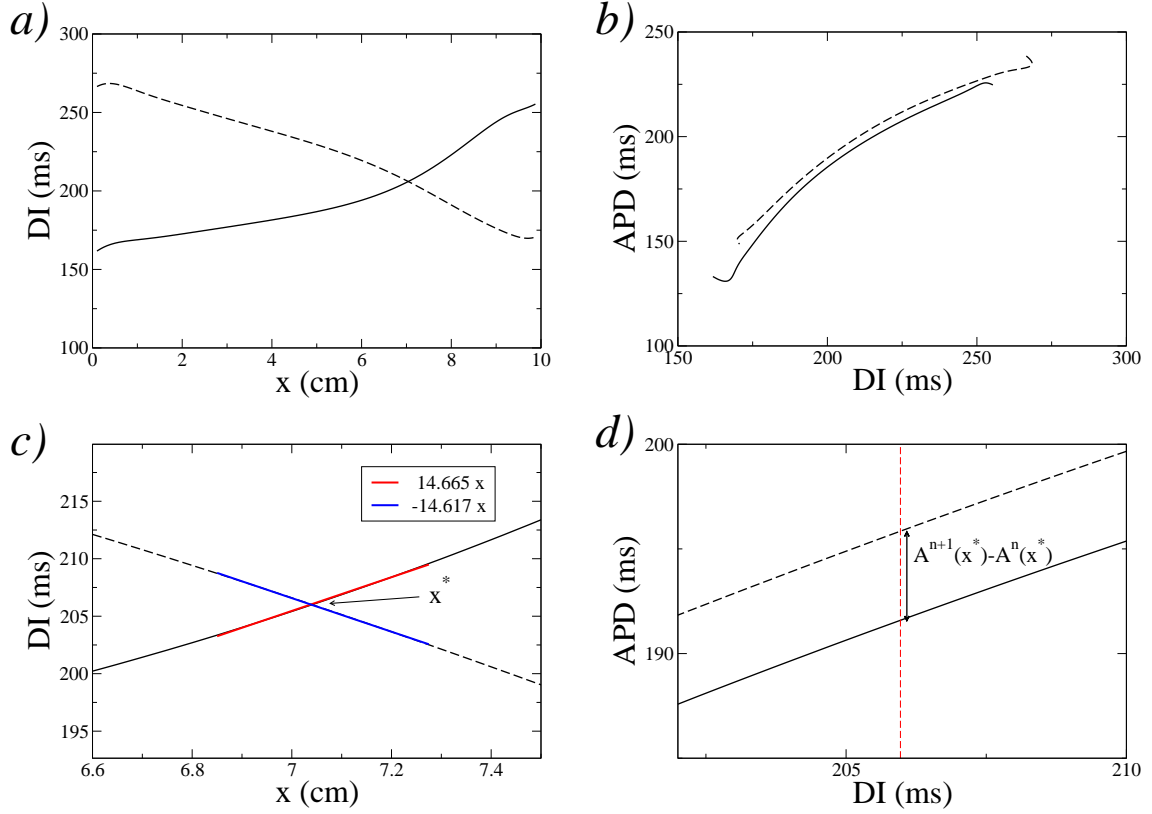 a)
300
250
200
150
100
DI (ms)
0
2
4
6
8
10
x (cm)
b)
250
200
150
100
APD (ms)
150
200
250
300
DI (ms)
c)
215
210
205
200
195
DI (ms)
14.665 x
-14.617 x
x*
6.6
6.8
7
7.2
7.4
x (cm)
d)
200
190
APD (ms)
A^{n+1}(x^*)-A^n(x^*)
205
210
DI (ms)